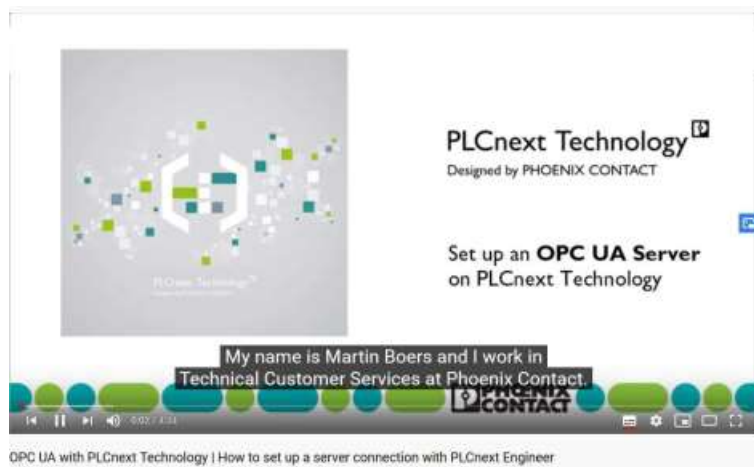 PLCnext Technology
Designed by PHOENIX CONTACT
Set up an OPC UA Server
on PLCnext Technology
PLCnext Technology
My name is Martin Boers and I work in
Technical Customer Services at Phoenix Contact.
PHOENIX
CONTACT
OPC UA with PLCnext Technology | How to set up a server connection with PLCnext Engineer